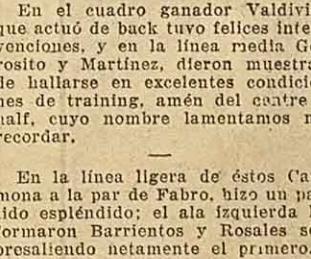 En el cuadro ganador Valdivi
que actuó de back tuvo felices inte
venciones, y en la línea media Ge
rosito y Martínez, dieron muestra
de hallarse en excelentes condicio
nes de training, amén del centre
half, cuyo nombre lamentamos n
recordar.
En la línea ligera de éstos Ca
mona a la par de Fabro, hizo un pa
tido espléndido; el ala izquierda l
formaron Barrientos y Rosales so
bresaliendo netamente el primero.